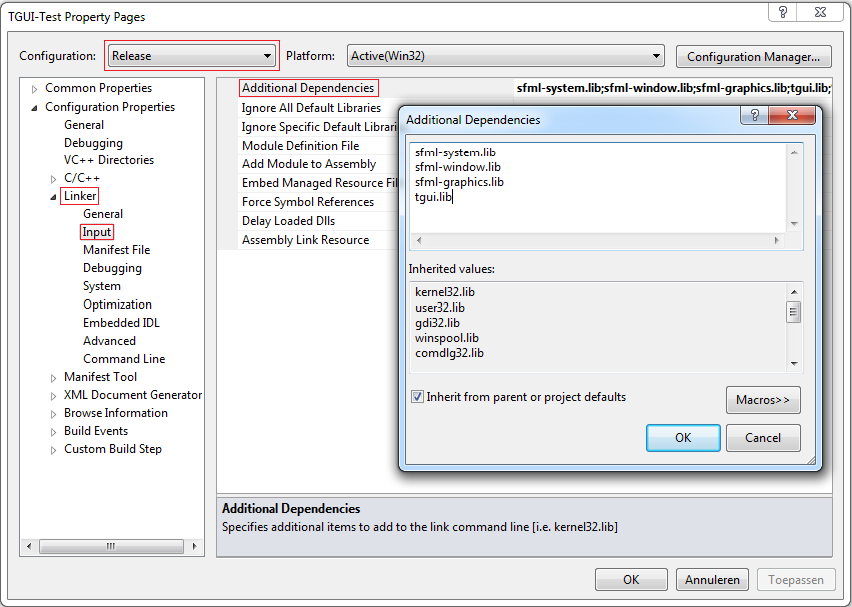 TGUI-Test Property Pages
Configuration: Release Platform: Active(Win32) Configuration Manager...
Common Properties
Configuration Properties
General
Debugging
VC++ Directories
C/C++
Linker
General
Input
Manifest File
Debugging
System
Optimization
Embedded IDL
Advanced
Command Line
Manifest Tool
XML Document Generator
Browse Information
Build Events
Custom Build Step
Additional Dependencies sfml-system.lib;sfml-window.lib;sfml-graphics.lib;tgui.lib;
Ignore All Default Libraries
Ignore Specific Default Librari
Module Definition File
Add Module to Assembly
Embed Managed Resource Fil
Force Symbol References
Delay Loaded Dlls
Assembly Link Resource
Additional Dependencies
sfml-system.lib
sfml-window.lib
sfml-graphics.lib
tgui.lib
Inherited values:
kernel32.lib
user32.lib
gdi32.lib
winspool.lib
comdlg32.lib
Inherit from parent or project defaults
Macros>>
OK Cancel
Additional Dependencies
Specifies additional items to add to the link command line [i.e. kernel32.lib]
OK Annuleren Toepassen